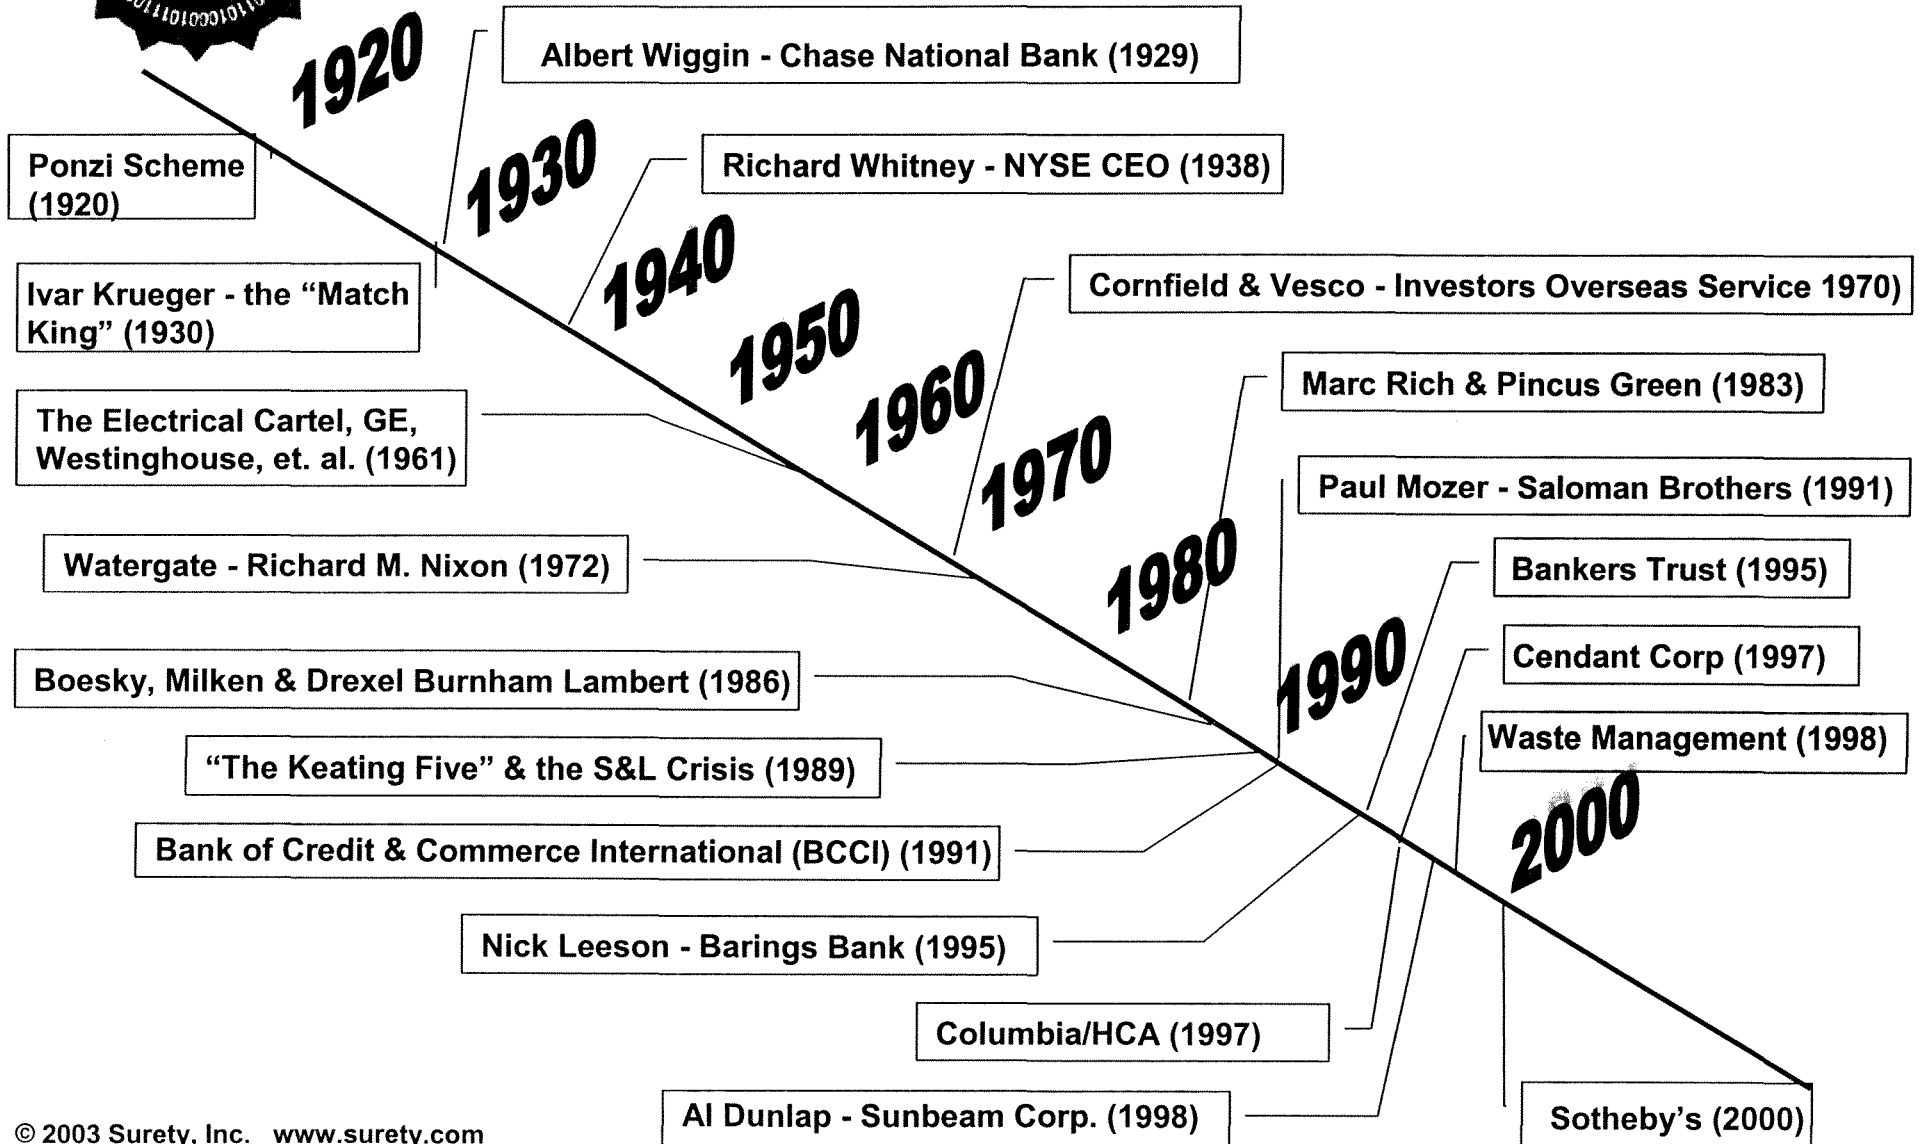 1920
Albert Wiggin - Chase National Bank (1929)
Ponzi Scheme
(1920)
1930
Richard Whitney - NYSE CEO (1938)
Ivar Krueger - the “Match
King” (1930)
1940
Cornfield & Vesco - Investors Overseas Service 1970)
1950
Marc Rich & Pincus Green (1983)
The Electrical Cartel, GE,
Westinghouse, et. al. (1961)
1960
1970
Paul Mozer - Saloman Brothers (1991)
Watergate - Richard M. Nixon (1972)
1980
Bankers Trust (1995)
Boesky, Milken & Drexel Burnham Lambert (1986)
1990
Cendant Corp (1997)
“The Keating Five” & the S&L Crisis (1989)
Waste Management (1998)
Bank of Credit & Commerce International (BCCI) (1991)
2000
Nick Leeson - Barings Bank (1995)
Columbia/HCA (1997)
Al Dunlap - Sunbeam Corp. (1998)
Sotheby’s (2000)
© 2003 Surety, Inc. www.surety.com